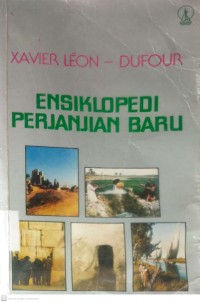 XAVIER LÉON – DUFOUR
ENSIKLOPEDI
PERJANJIAN BARU